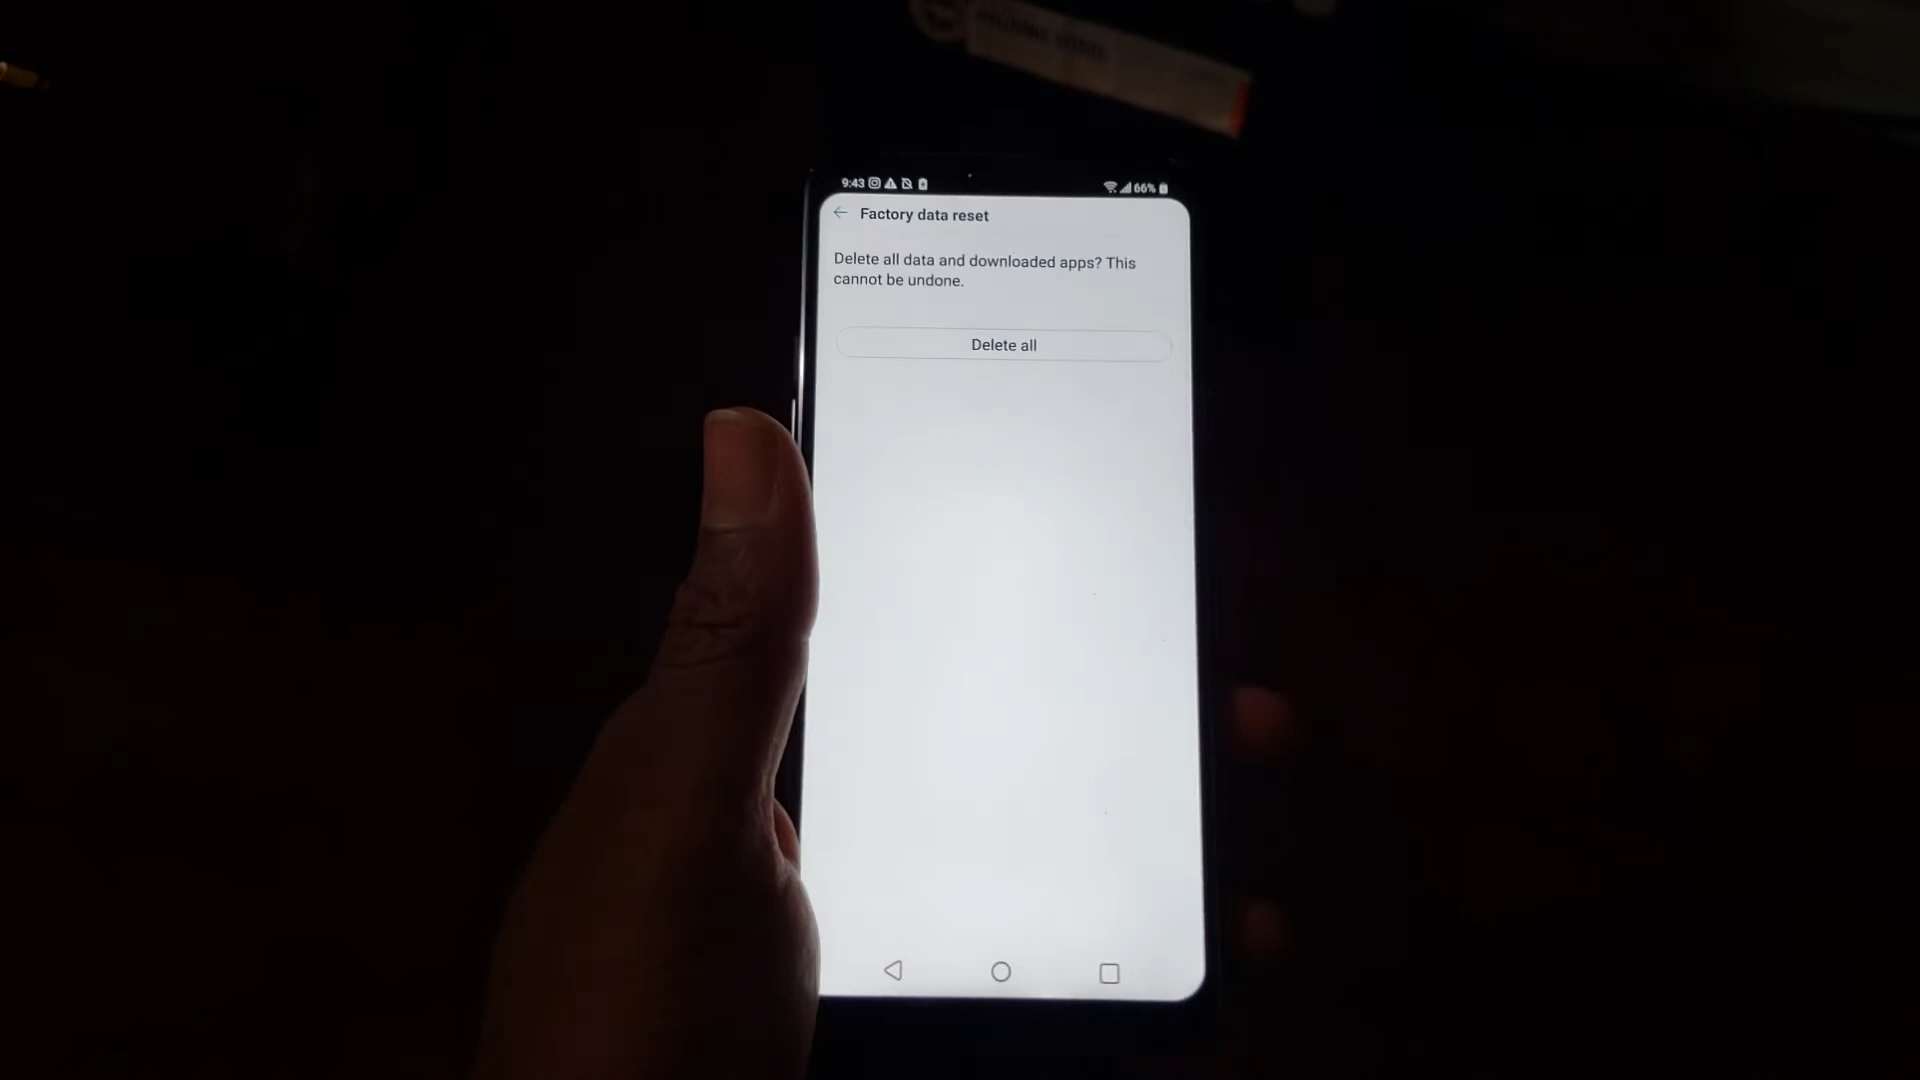 9:43 66%
Factory data reset
Delete all data and downloaded apps? This
cannot be undone.
Delete all